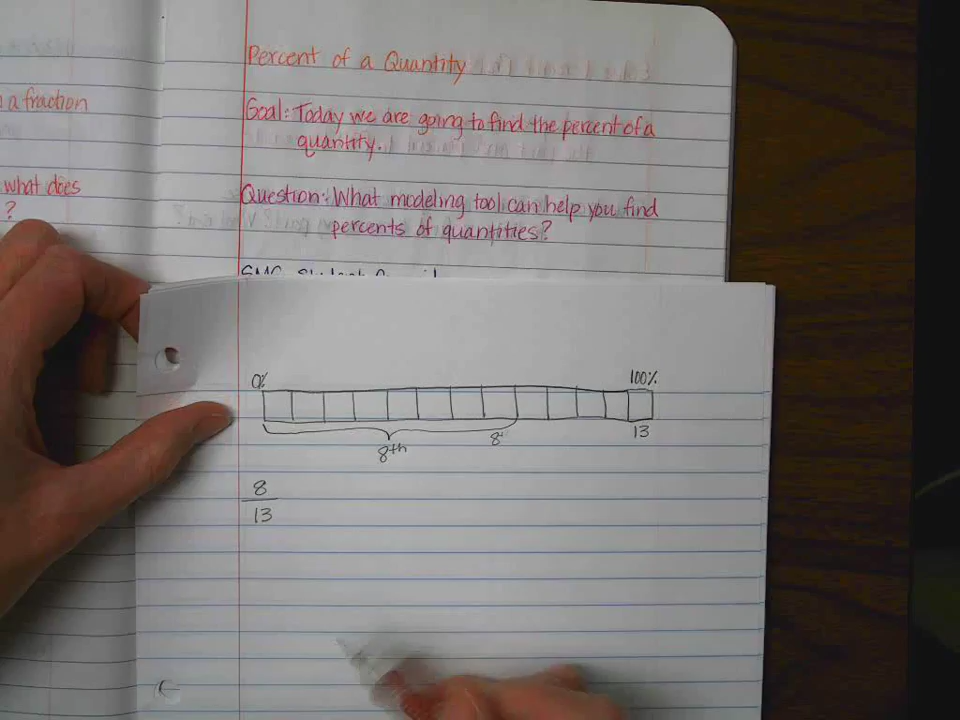 Percent of a Quantity
a fraction
Goal: Today we are going to find the percent of a
quantity.
what does
?
Question: What modeling tool can help you find
percents of quantities?
0% 100%
8 13
8th
8
13